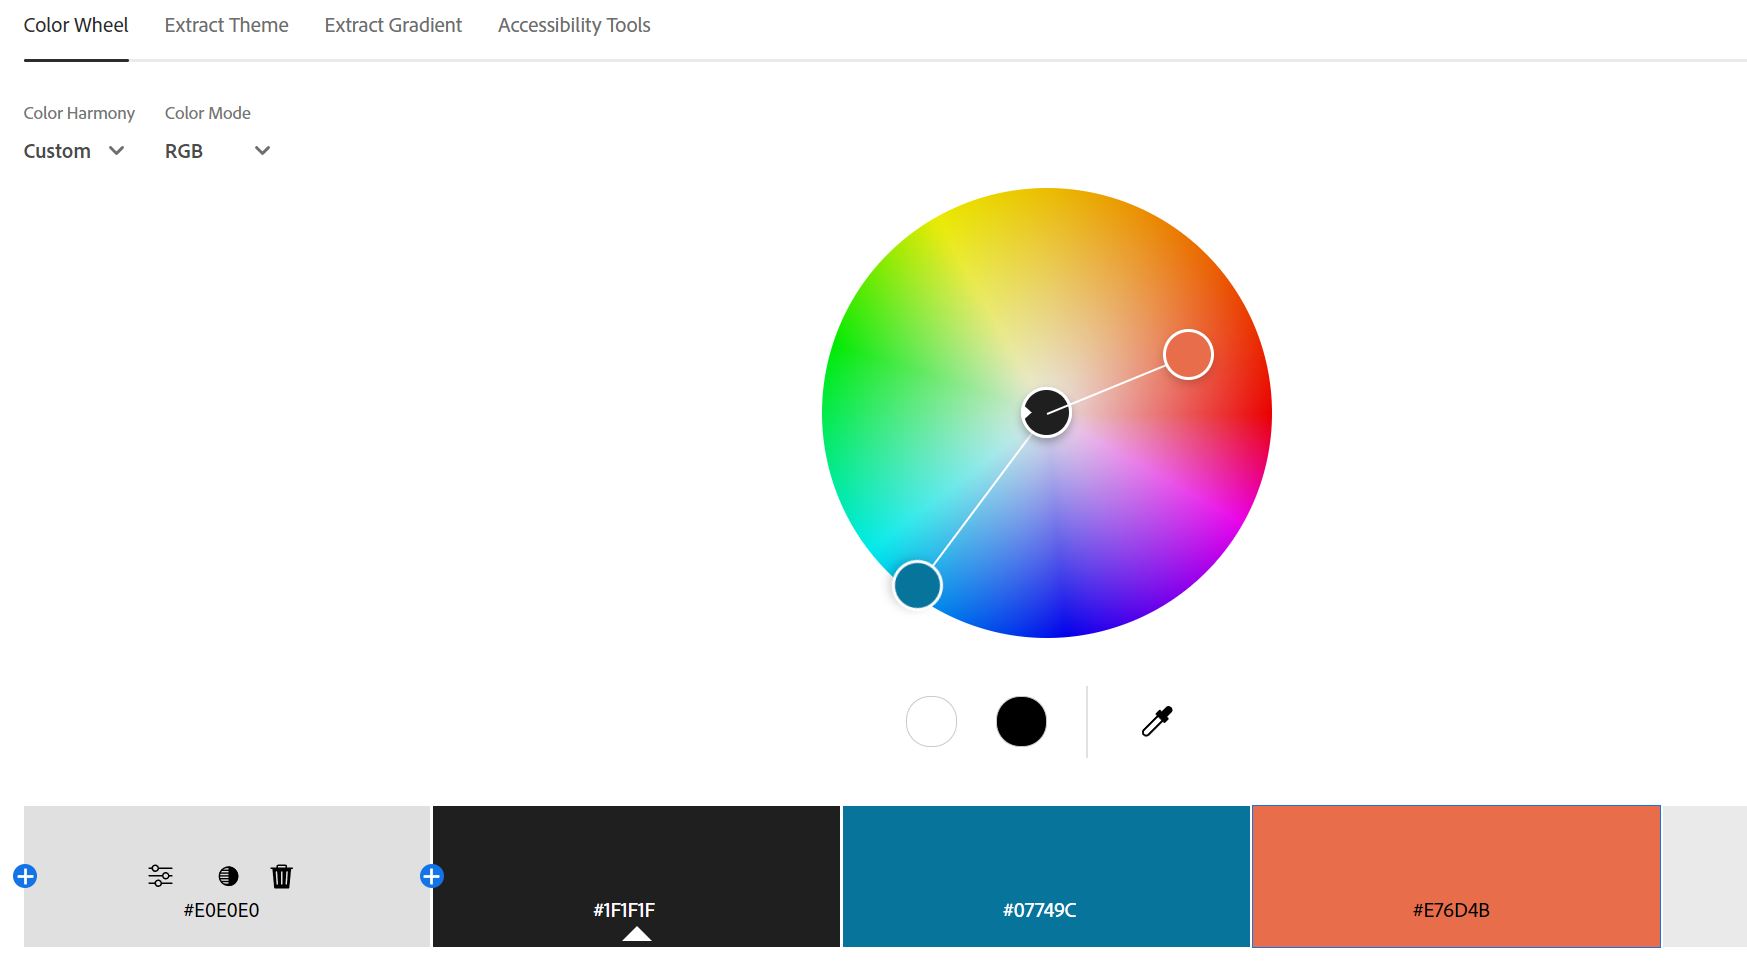 Color Wheel Extract Theme Extract Gradient Accessibility Tools
Color Harmony Color Mode
Custom RGB
#E0E0E0 #1F1F1F #07749C #E76D4B